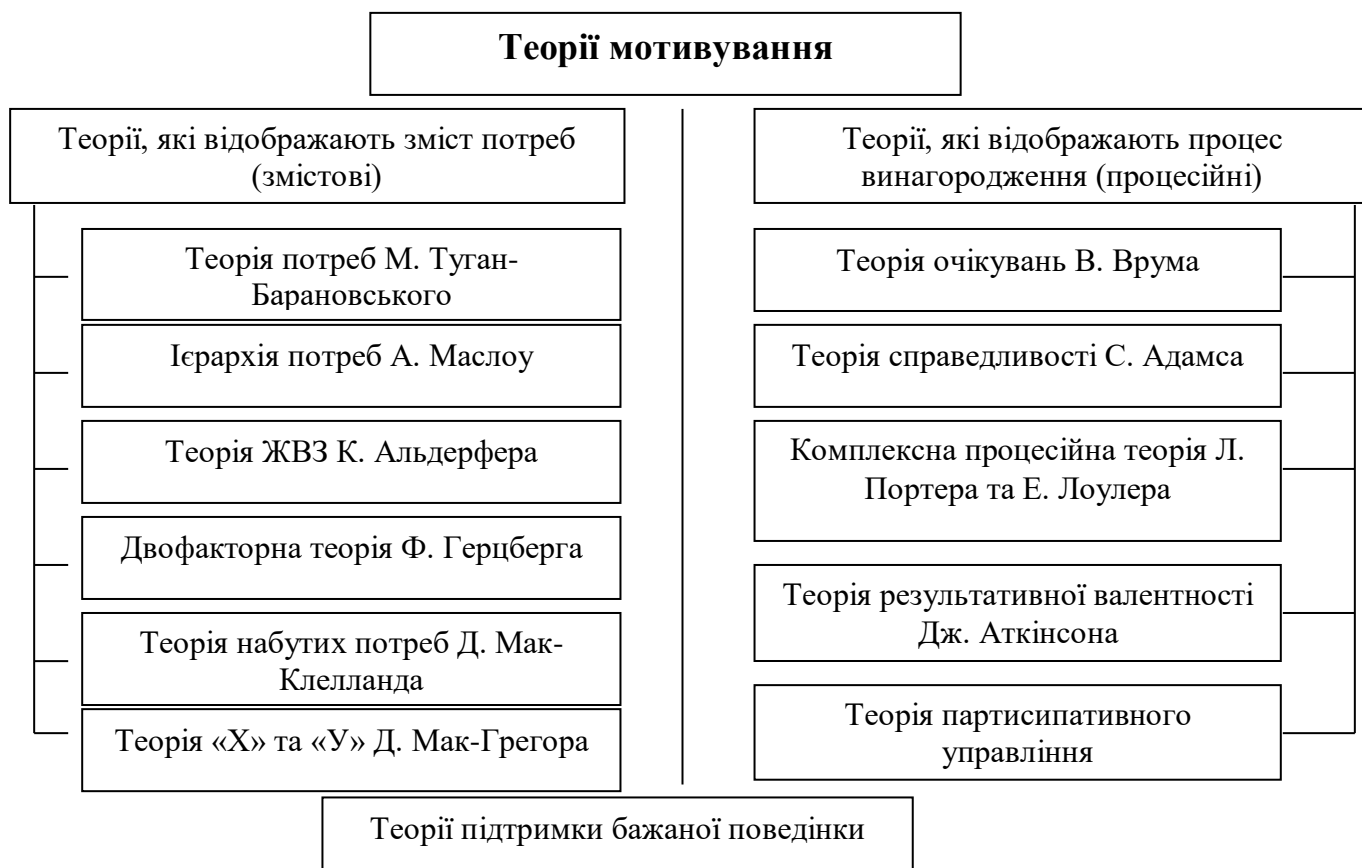 Теорії мотивування
Теорії, які відображають зміст потреб
(змістові)
Теорія потреб М. Туган-
Барановського
Ієрархія потреб А. Маслоу
Теорія ЖВЗ К. Альдерфера
Двофакторна теорія Ф. Герцберга
Теорія набутих потреб Д. Мак-
Клелланда
Теорія «Х» та «У» Д. Мак-Грегора
Теорії, які відображають процес
винагородження (процесійні)
Теорія очікувань В. Врума
Теорія справедливості С. Адамса
Комплексна процесійна теорія Л.
Портера та Е. Лоулера
Теорія результативної валентності
Дж. Аткінсона
Теорія партисипативного
управління
Теорії підтримки бажаної поведінки